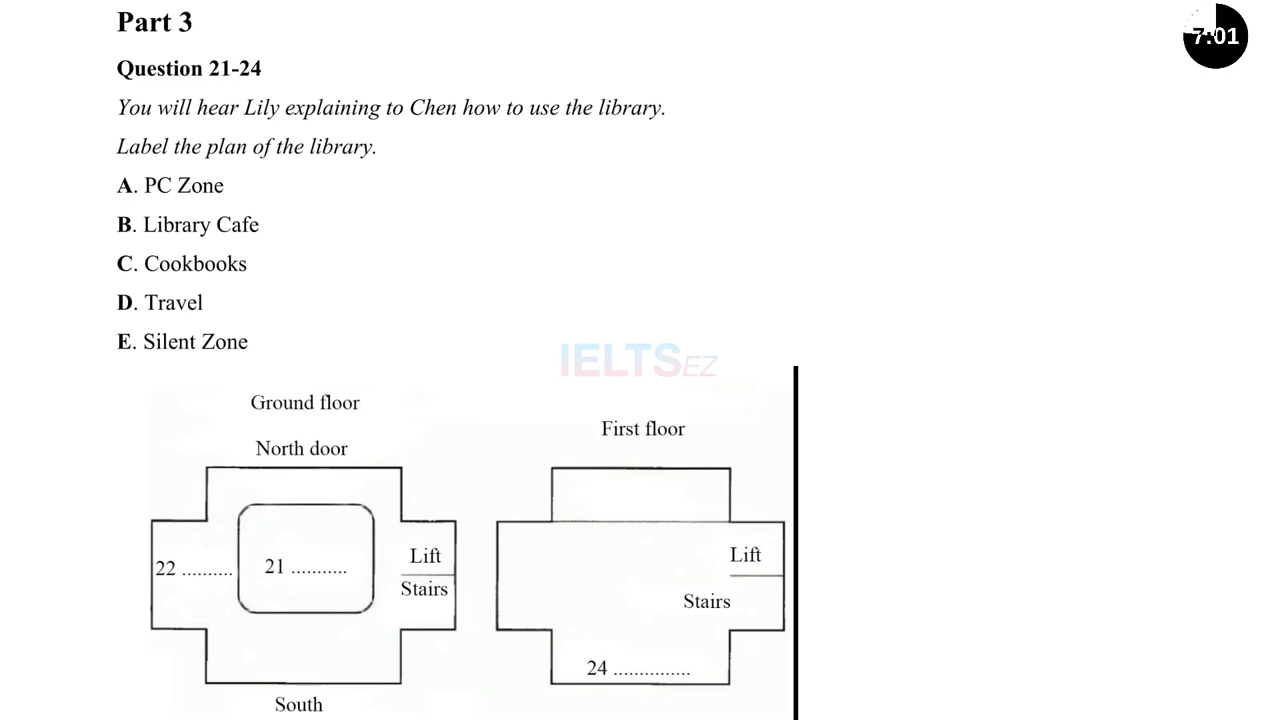 Part 3
7:01
Question 21-24
You will hear Lily explaining to Chen how to use the library.
Label the plan of the library.
A. PC Zone
B. Library Cafe
C. Cookbooks
D. Travel
E. Silent Zone
IELTSEZ
Ground floor
North door
22 ..........
21 ...........
Lift
Stairs
South
First floor
Lift
Stairs
24 ...............